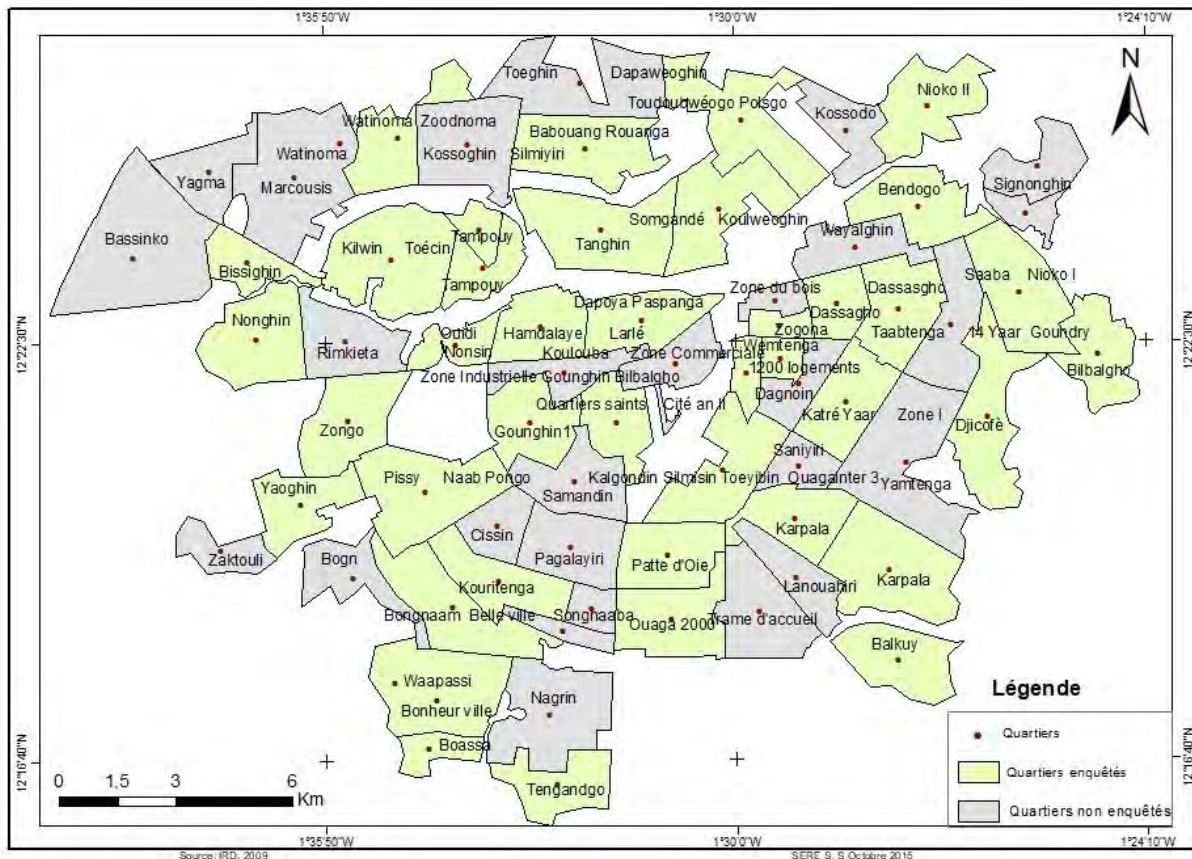 1°35'50"W
1°30'0"W
1°24'10"W
N
Toeghin
Dapaweoghin
Nioko II
Toudoubwéogo Polsgo
Kossodo
Watinoma
Zoodnoma
Babouang Rouanga
Watinoma
Kossoghin
Silmiyiri
Yagma
Marcousis
Signonghin
Bendogo
Somgandé
Koulweoghin
Bassinko
Kilwin
Toécin
Tampouy
Tanghin
Wayalghin
Bissighin
Tampouy
Saaba
Nioko I
Zone du bois
Dassasgho
Nonghin
Dapoya Paspanga
Dassagho
Rimkieta
Ouidi
Hamdalaye
Larlé
Zogona
Taabtenga
14 Yaar
Goundry
Nonsin
Koulouba
Zone Commerciale
Wemtenga
Bilbalgho
Zone Industrielle
Gounghin
Bilbalgho
1200 logements
Dagnoin
Quartiers saints
Cité an II
Katré Yaar
Zone I
Djicofè
Zongo
Gounghin1
Saniyiri
Pissy
Naab Pongo
Kalgondin
Silmisin
Toeyibin
Quagainter 3
Yaoghin
Samandin
Yamtenga
Cissin
Karpala
Zaktouli
Bogn
Pagalayiri
Patte d'Oie
Karpala
Kouritenga
Lanouahiri
Bongnaam
Belle ville
Songhaaba
Ouaga 2000
Trame d'accueil
Balkuy
Waapassi
Nagrin
Bonheur ville
Boassa
Tengandgo
12°22'30"N
12°22'30"N
12°16'40"N
12°16'40"N
Légende
Quartiers
Quartiers enquêtés
Quartiers non enquêtés
0 1,5 3 6
Km
1°35'50"W
1°30'0"W
1°24'10"W
Source: IRD, 2009
SERE S. S Octobre 2015